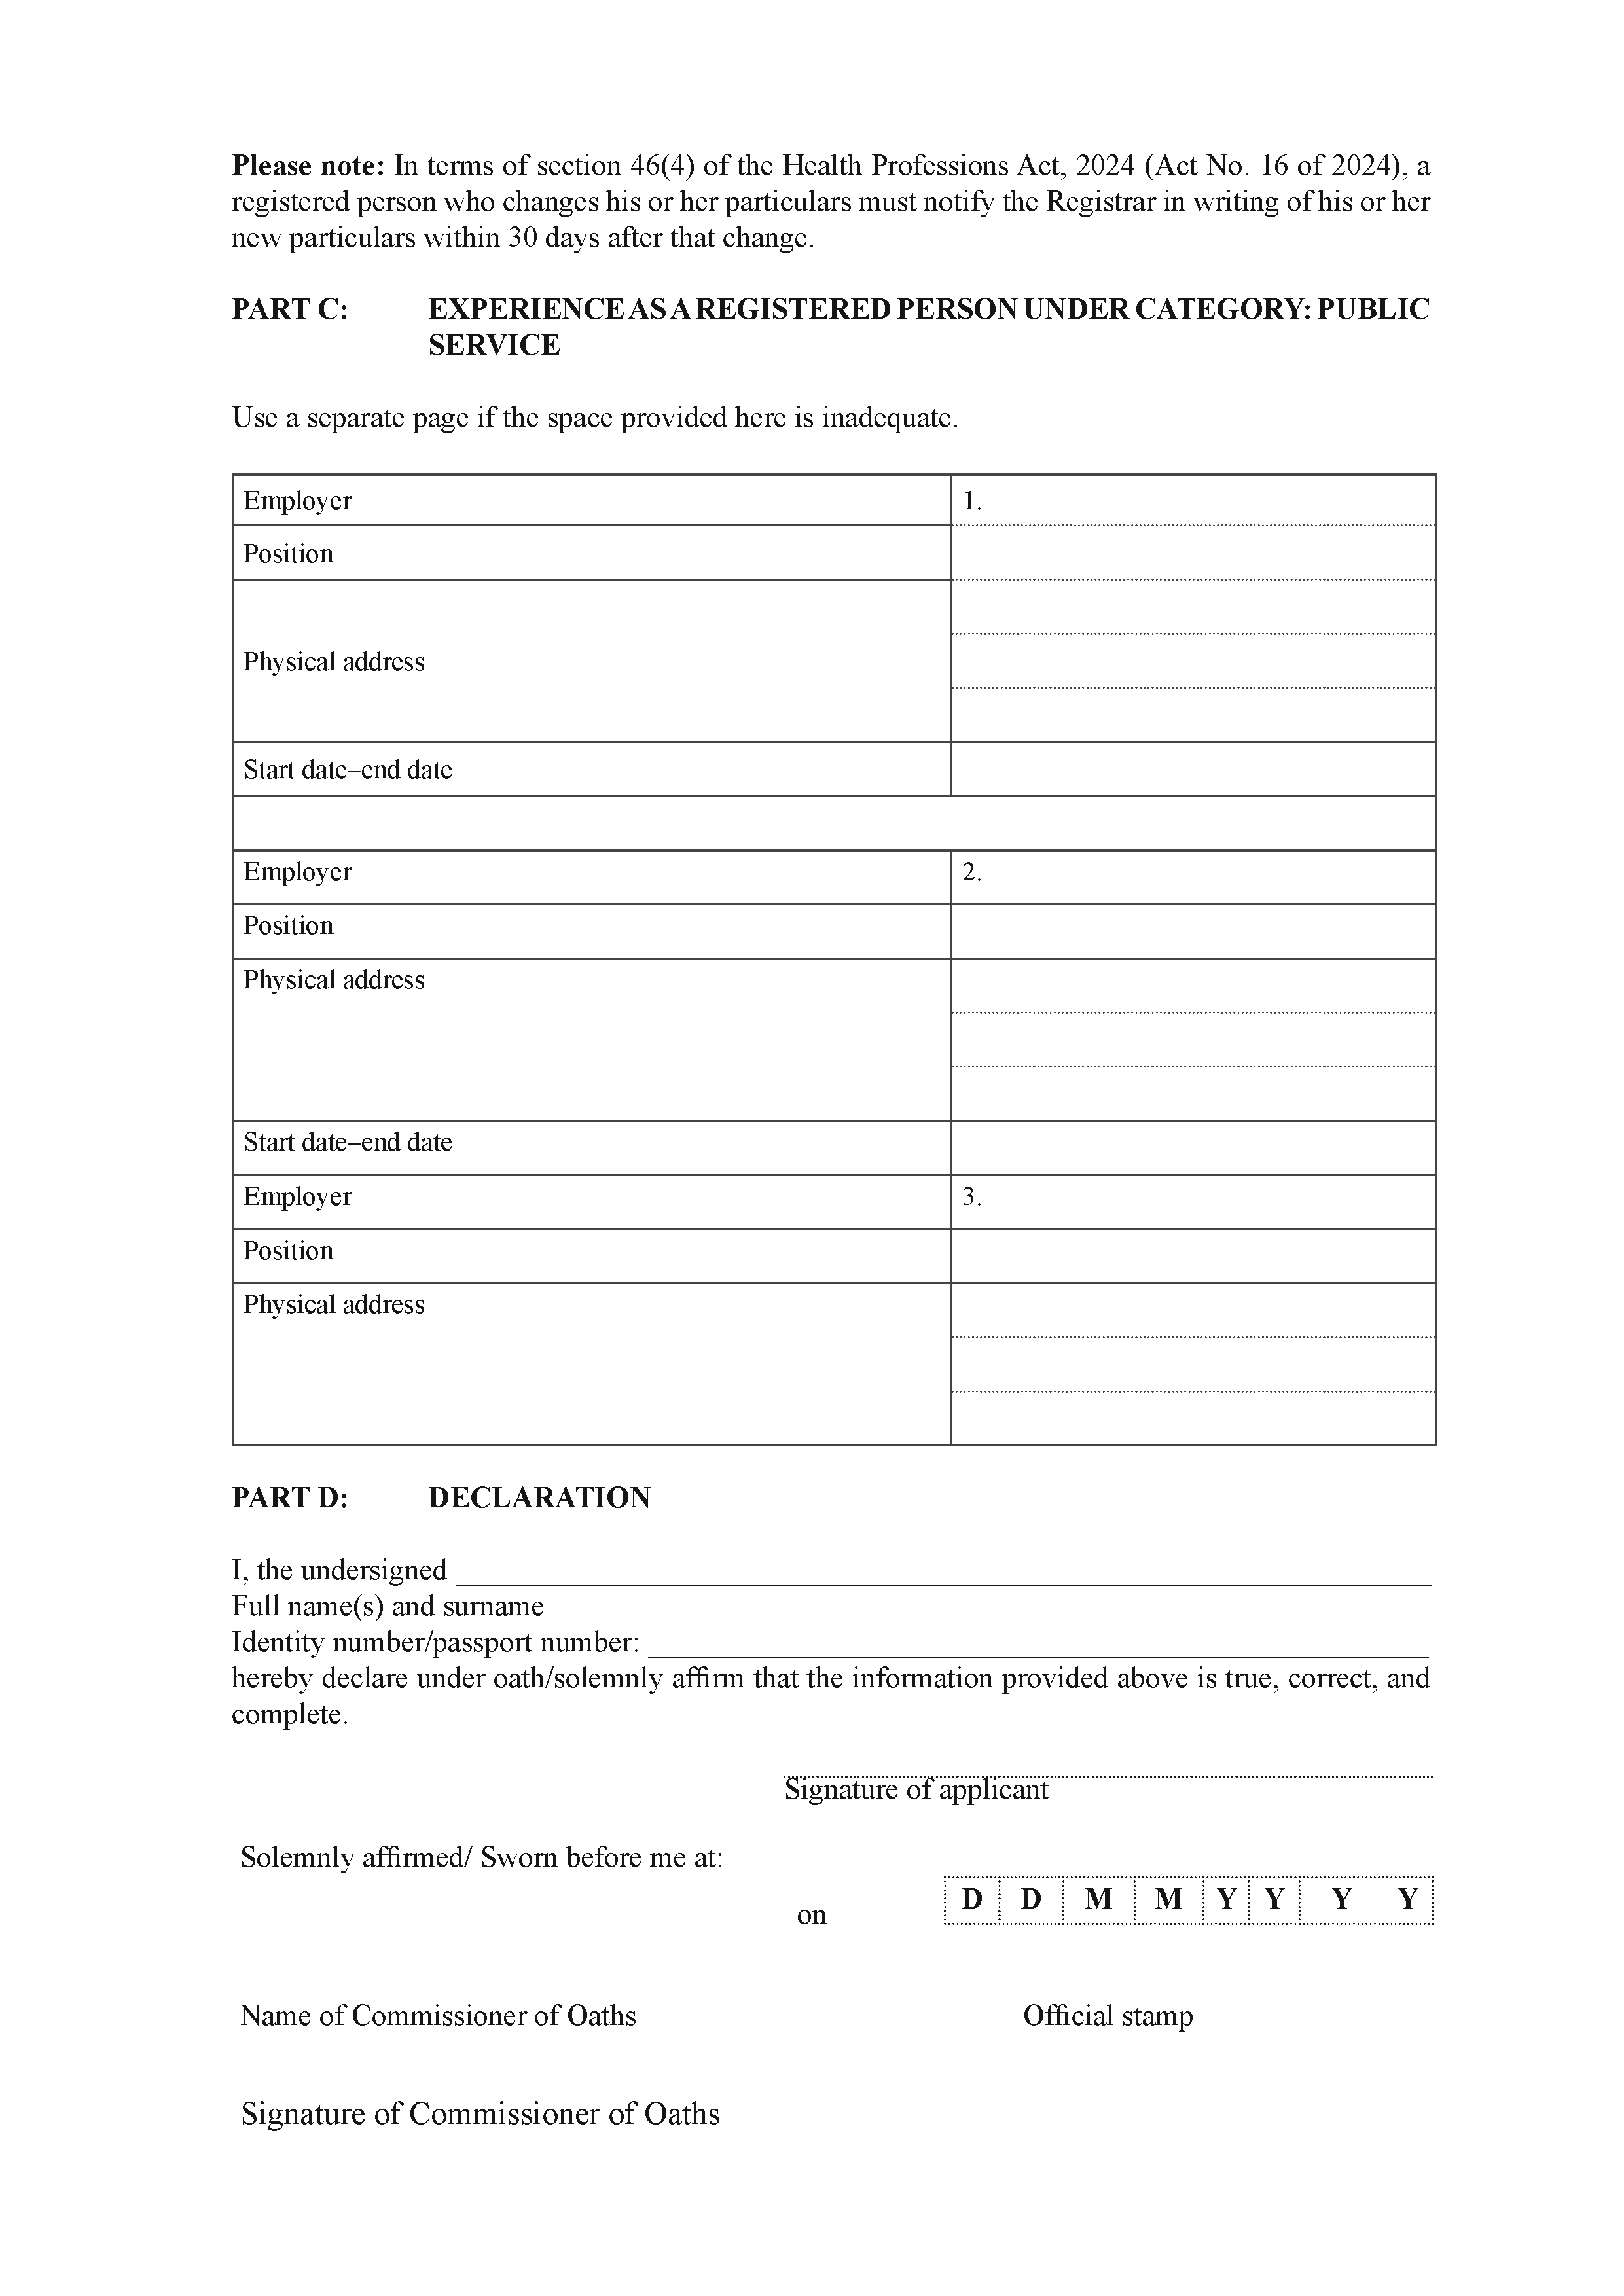 Please note: In terms of section 46(4) of the Health Professions Act, 2024 (Act No. 16 of 2024), a
registered person who changes his or her particulars must notify the Registrar in writing of his or her
new particulars within 30 days after that change.
PART C: EXPERIENCE AS A REGISTERED PERSON UNDER CATEGORY: PUBLIC
SERVICE
Use a separate page if the space provided here is inadequate.
Employer 1.
Position
Physical address
Start date–end date
Employer 2.
Position
Physical address
Start date–end date
Employer 3.
Position
Physical address
PART D: DECLARATION
I, the undersigned
Full name(s) and surname
Identity number/passport number:
hereby declare under oath/solemnly affirm that the information provided above is true, correct, and
complete.
Signature of applicant
Solemnly affirmed/ Sworn before me at:
on D D M M Y Y Y Y
Name of Commissioner of Oaths Official stamp
Signature of Commissioner of Oaths